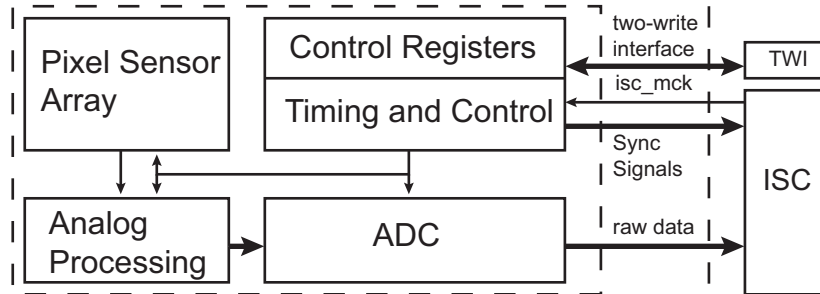 Pixel Sensor
Array
Control Registers
Timing and Control
two-write
interface
TWI
isc_mck
Sync
Signals
ISC
Analog
Processing
ADC
raw data